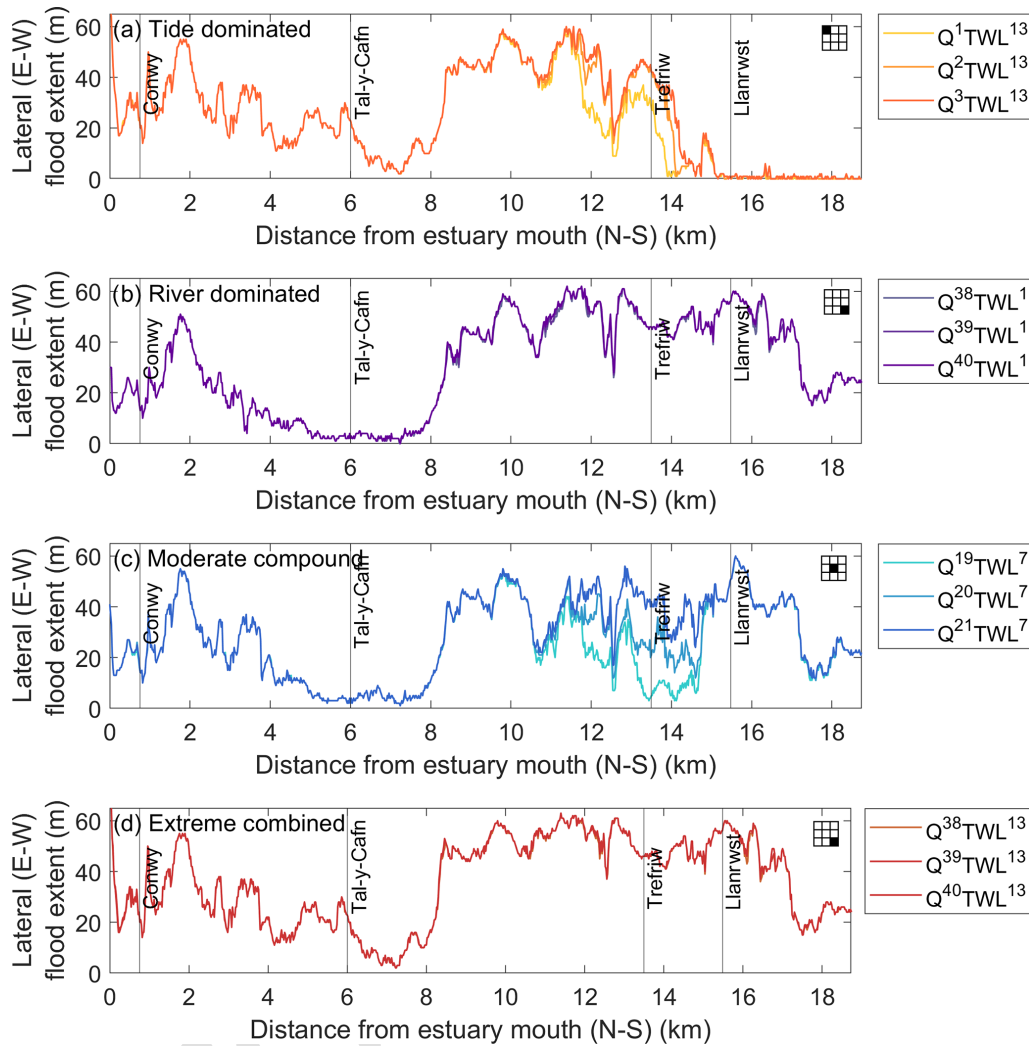 (a) Tide dominated
Lateral (E-W)
flood extent (m)
60
40
20
0
Conwy
Tal-y-Cafn
Trefriw
Llanrwst
0 2 4 6 8 10 12 14 16 18
Distance from estuary mouth (N-S) (km)
Q¹TWL¹³
Q²TWL¹³
Q³TWL¹³
(b) River dominated
Lateral (E-W)
flood extent (m)
60
40
20
0
Conwy
Tal-y-Cafn
Trefriw
Llanrwst
0 2 4 6 8 10 12 14 16 18
Distance from estuary mouth (N-S) (km)
Q³⁸TWL¹
Q³⁹TWL¹
Q⁴⁰TWL¹
(c) Moderate compound
Lateral (E-W)
flood extent (m)
60
40
20
0
Conwy
Tal-y-Cafn
Trefriw
Llanrwst
0 2 4 6 8 10 12 14 16 18
Distance from estuary mouth (N-S) (km)
Q¹⁹TWL⁷
Q²⁰TWL⁷
Q²¹TWL⁷
(d) Extreme combined
Lateral (E-W)
flood extent (m)
60
40
20
0
Conwy
Tal-y-Cafn
Trefriw
Llanrwst
0 2 4 6 8 10 12 14 16 18
Distance from estuary mouth (N-S) (km)
Q³⁸TWL¹³
Q³⁹TWL¹³
Q⁴⁰TWL¹³